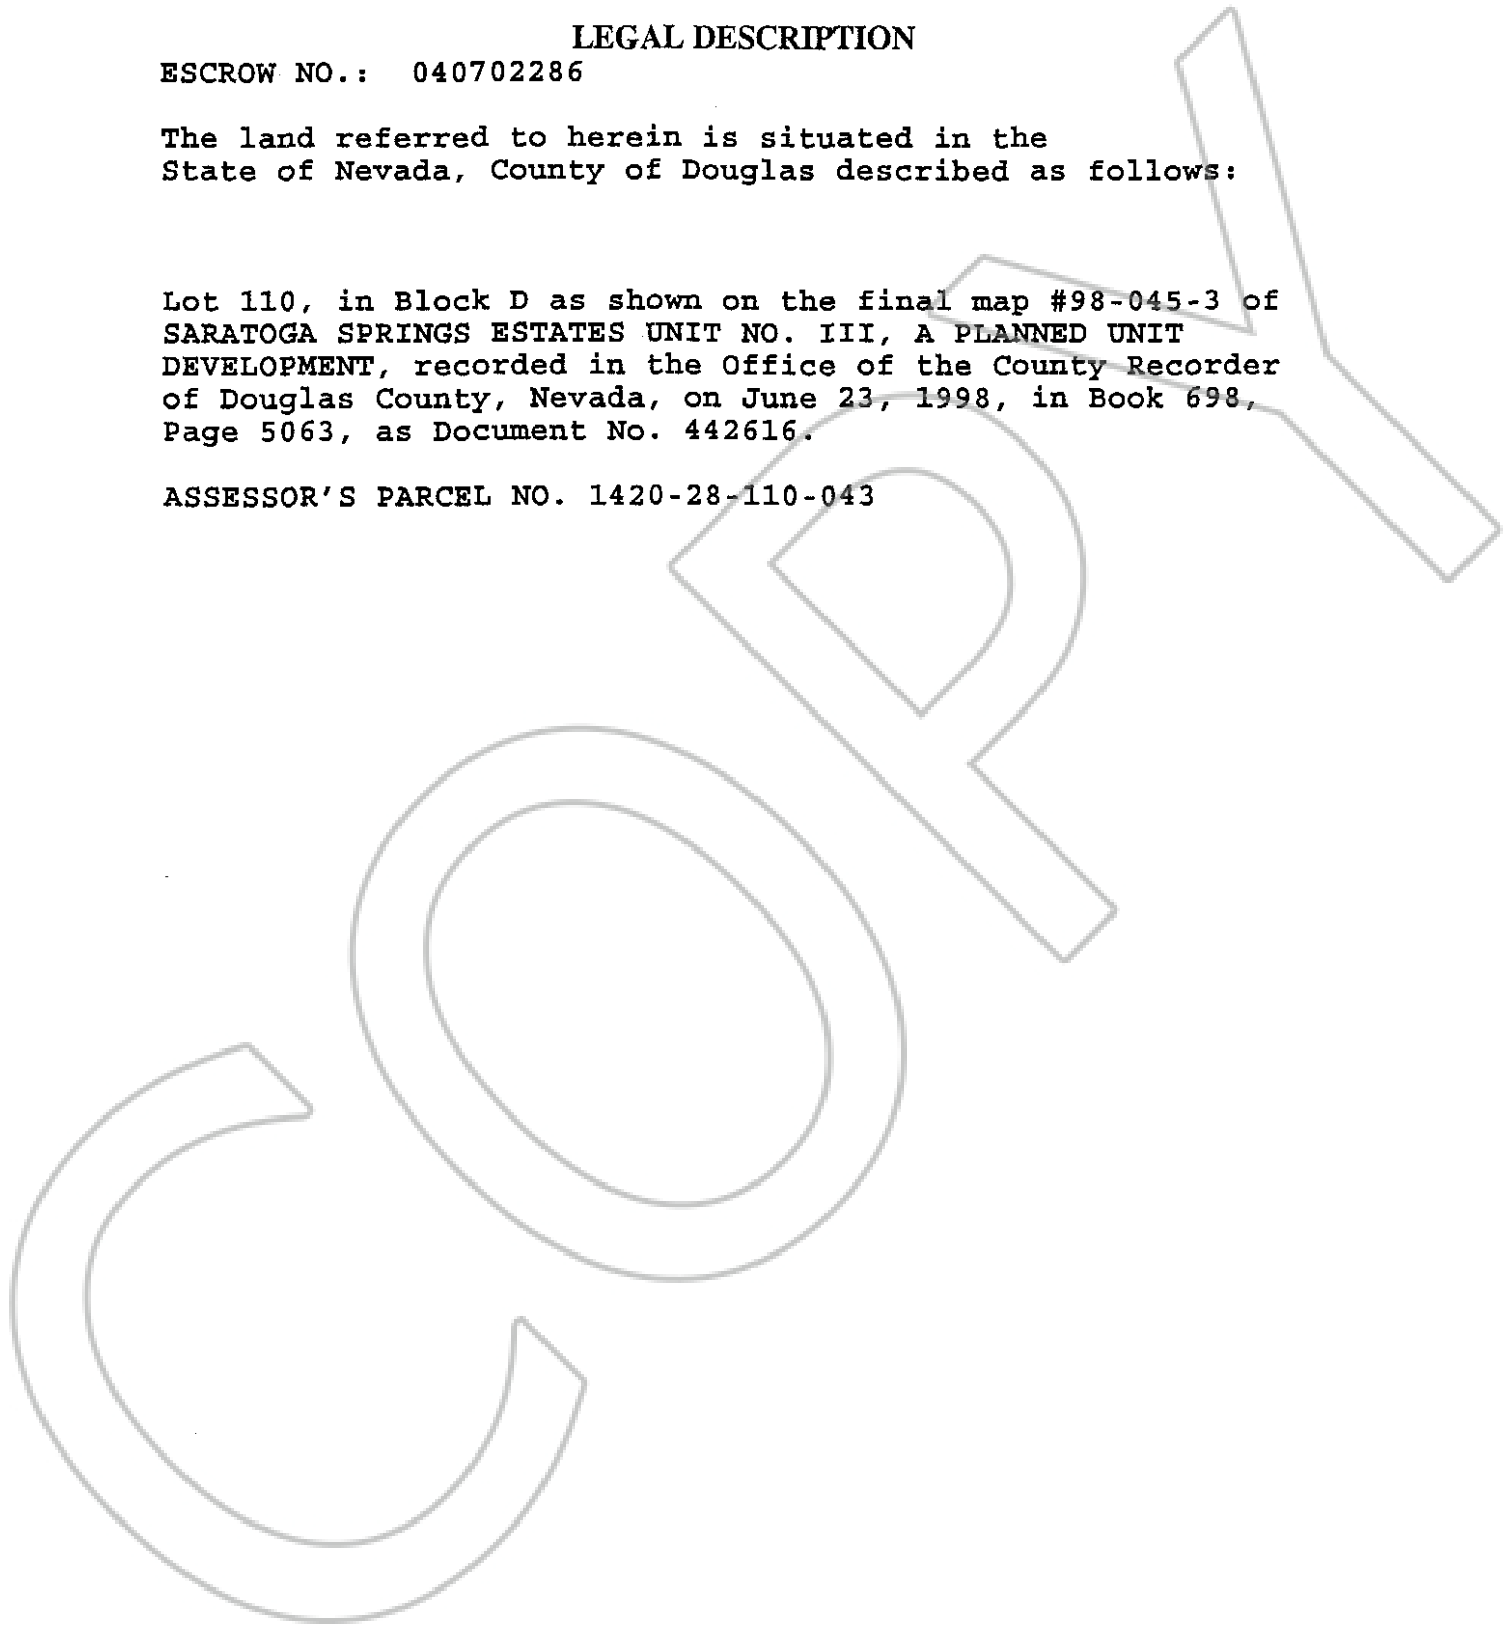 LEGAL DESCRIPTION
ESCROW NO.: 040702286
The land referred to herein is situated in the
State of Nevada, County of Douglas described as follows:
Lot 110, in Block D as shown on the final map #98-045-3 of
SARATOGA SPRINGS ESTATES UNIT NO. III, A PLANNED UNIT
DEVELOPMENT, recorded in the Office of the County Recorder
of Douglas County, Nevada, on June 23, 1998, in Book 698,
Page 5063, as Document No. 442616.
ASSESSOR'S PARCEL NO. 1420-28-110-043
COPY